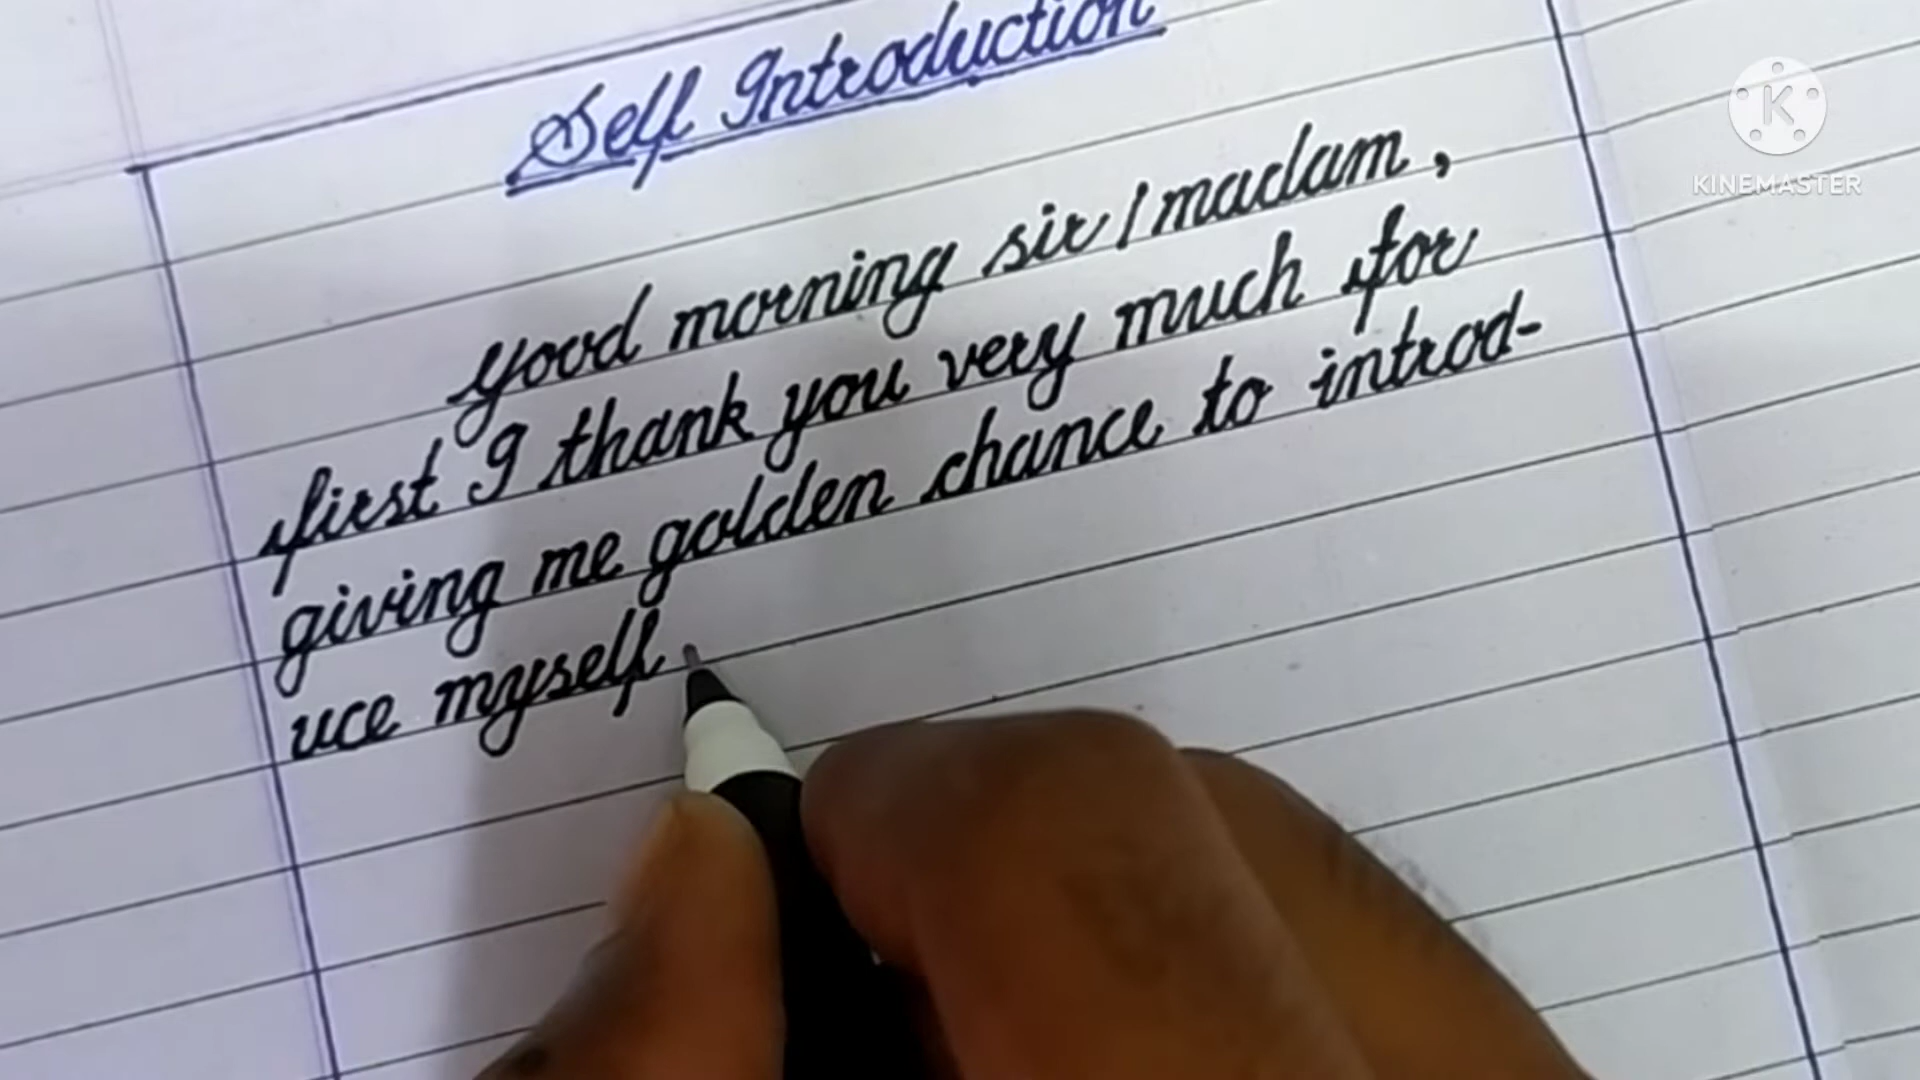 Self Introduction
good morning sir / madam,
first I thank you very much for
giving me golden chance to introd-
uce myself
KINEMASTER